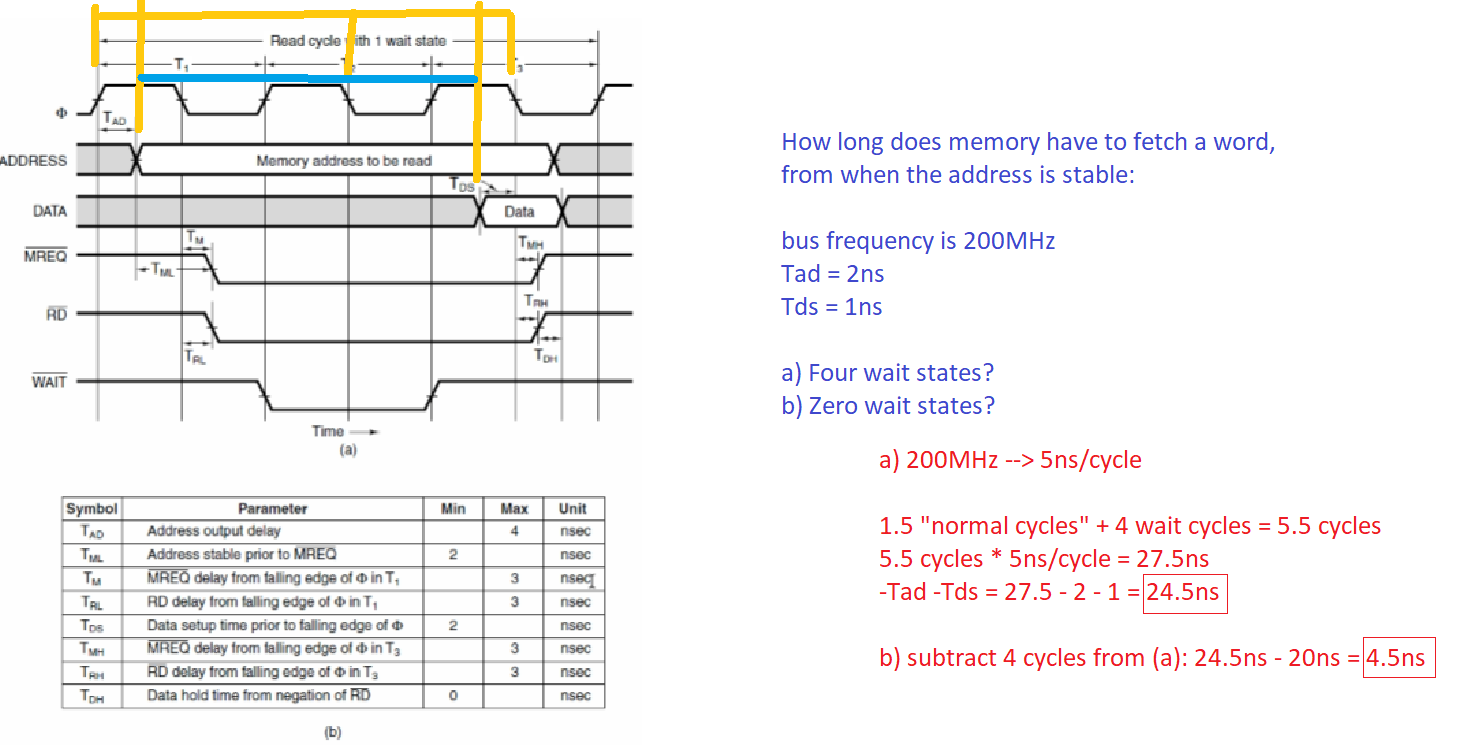 Read cycle with 1 wait state
T1
T2
T3
Φ
TAD
ADDRESS
Memory address to be read
TDS
DATA
Data
TM
TMH
MREQ
TML
TRH
RD
TRL
TDH
WAIT
Time
(a)
Symbol Parameter Min Max Unit
TAD Address output delay 4 nsec
TML Address stable prior to MREQ 2 nsec
TM MREQ delay from falling edge of Φ in T1 3 nsec
TRL RD delay from falling edge of Φ in T1 3 nsec
TDS Data setup time prior to falling edge of Φ 2 nsec
TMH MREQ delay from falling edge of Φ in T3 3 nsec
TRH RD delay from falling edge of Φ in T3 3 nsec
TDH Data hold time from negation of RD 0 nsec
(b)
How long does memory have to fetch a word,
from when the address is stable:
bus frequency is 200MHz
Tad = 2ns
Tds = 1ns
a) Four wait states?
b) Zero wait states?
a) 200MHz --> 5ns/cycle
1.5 "normal cycles" + 4 wait cycles = 5.5 cycles
5.5 cycles * 5ns/cycle = 27.5ns
-Tad -Tds = 27.5 - 2 - 1 = 24.5ns
b) subtract 4 cycles from (a): 24.5ns - 20ns = 4.5ns